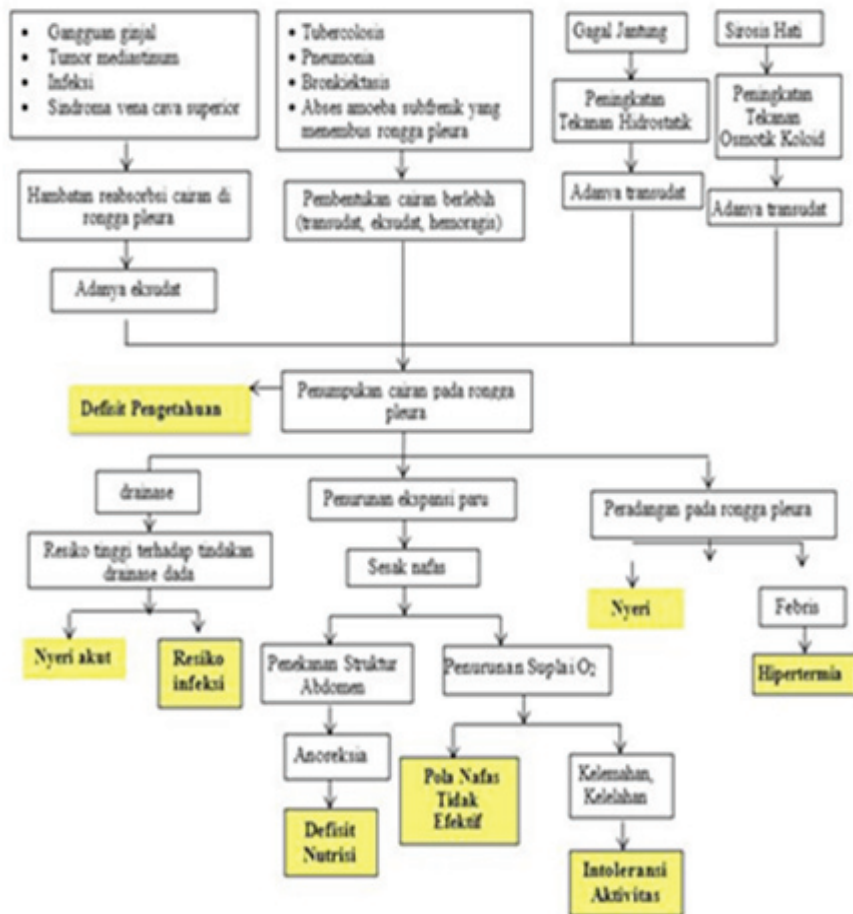 • Gangguan ginjal
• Tumor mediastinum
• Infeksi
• Sindroma vena cava superior
• Tubercolosis
• Pneumonia
• Bronkiektasis
• Abses amoeba subfrenik yang
menembus rongga pleura
Gagal Jantung
Sirosis Hati
Peningkatan
Tekanan Hidrostatik
Peningkatan
Tekanan
Osmotik Koloid
Hambatan reabsorbsi cairan di
rongga pleura
Pembentukan cairan berlebih
(transudat, eksudat, hemoragis)
Adanya transudat
Adanya transudat
Adanya eksudat
Defisit Pengetahuan
Penumpukan cairan pada rongga
pleura
drainase
Penurunan ekspansi paru
Peradangan pada rongga pleura
Resiko tinggi terhadap tindakan
drainase dada
Sesak nafas
Nyeri
Febris
Nyeri akut
Resiko
infeksi
Penekanan Struktur
Abdomen
Penurunan Suplai O2
Hipertermia
Anoreksia
Pola Nafas
Tidak
Efektif
Kelemahan,
Kelelahan
Defisit
Nutrisi
Intoleransi
Aktivitas